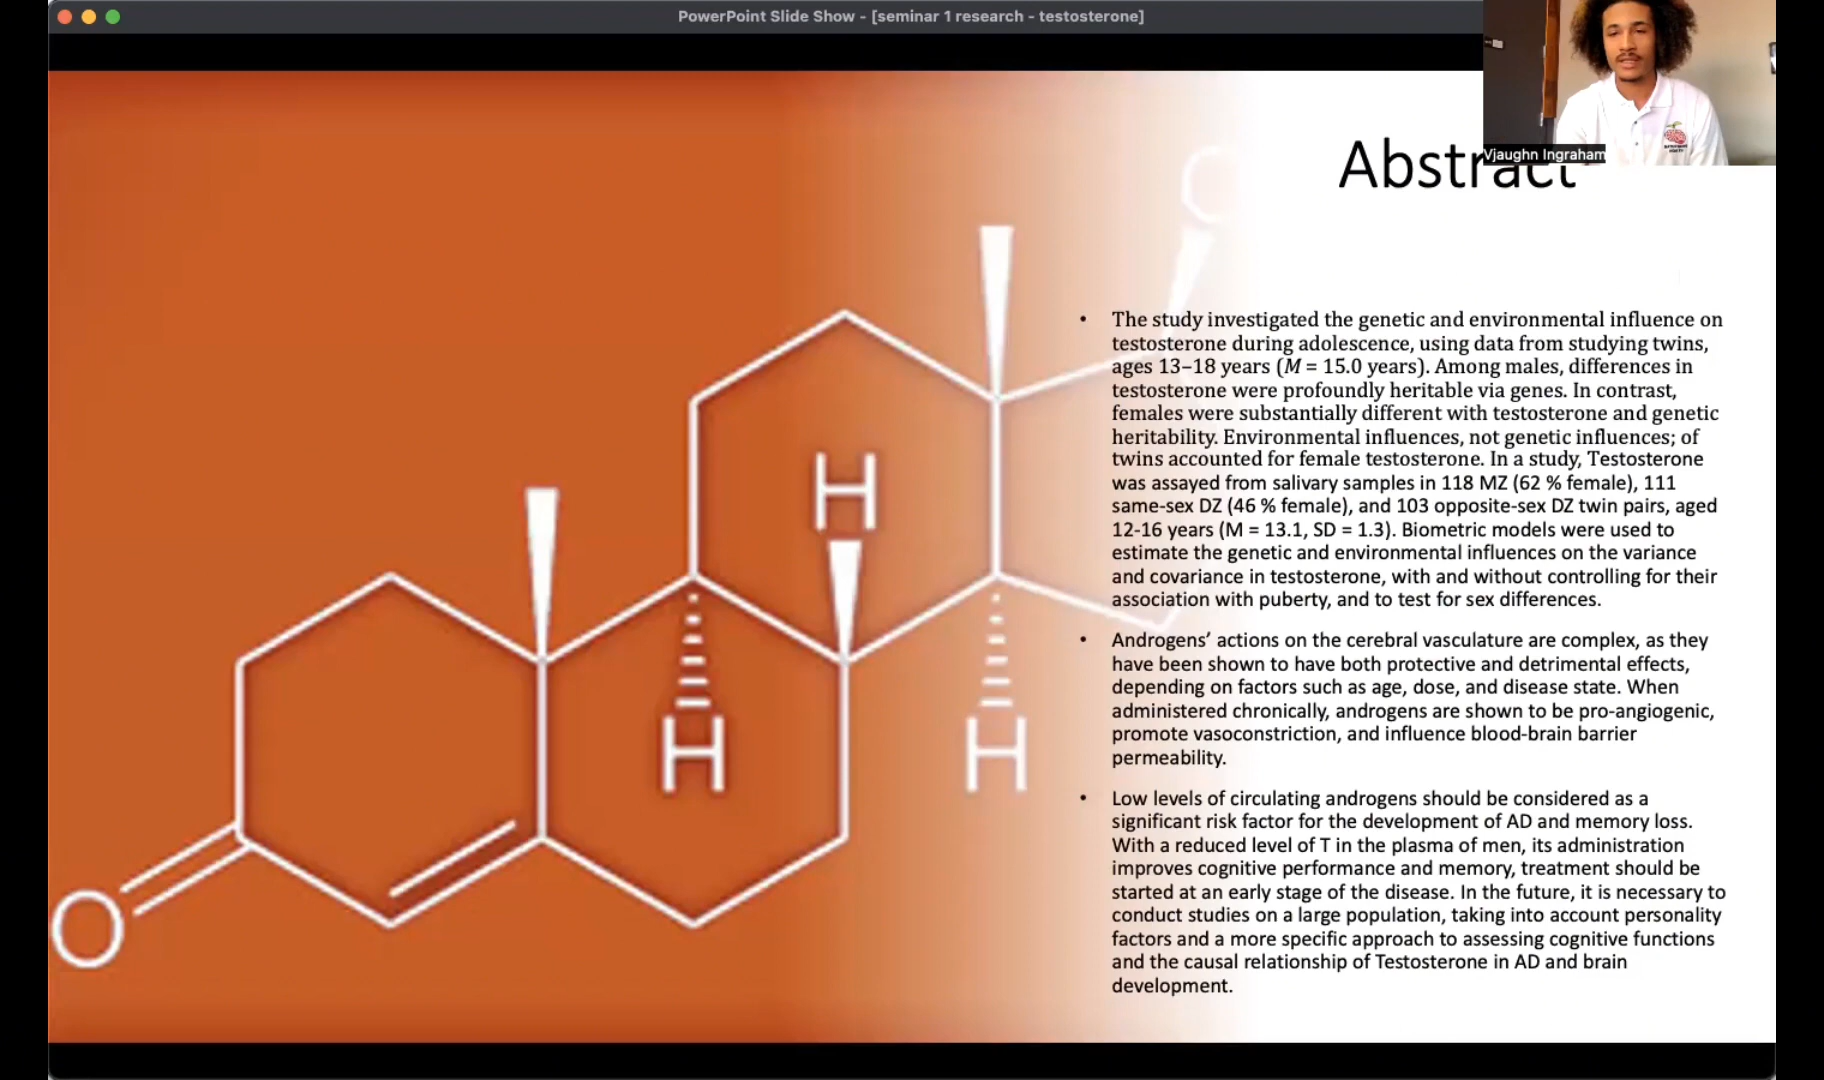 PowerPoint Slide Show - [seminar 1 research - testosterone]
Vjaughn Ingraham
Abstract
O
H
H
H
O
• The study investigated the genetic and environmental influence on
testosterone during adolescence, using data from studying twins,
ages 13–18 years (M = 15.0 years). Among males, differences in
testosterone were profoundly heritable via genes. In contrast,
females were substantially different with testosterone and genetic
heritability. Environmental influences, not genetic influences; of
twins accounted for female testosterone. In a study, Testosterone
was assayed from salivary samples in 118 MZ (62 % female), 111
same-sex DZ (46 % female), and 103 opposite-sex DZ twin pairs, aged
12-16 years (M = 13.1, SD = 1.3). Biometric models were used to
estimate the genetic and environmental influences on the variance
and covariance in testosterone, with and without controlling for their
association with puberty, and to test for sex differences.
• Androgens’ actions on the cerebral vasculature are complex, as they
have been shown to have both protective and detrimental effects,
depending on factors such as age, dose, and disease state. When
administered chronically, androgens are shown to be pro-angiogenic,
promote vasoconstriction, and influence blood-brain barrier
permeability.
• Low levels of circulating androgens should be considered as a
significant risk factor for the development of AD and memory loss.
With a reduced level of T in the plasma of men, its administration
improves cognitive performance and memory, treatment should be
started at an early stage of the disease. In the future, it is necessary to
conduct studies on a large population, taking into account personality
factors and a more specific approach to assessing cognitive functions
and the causal relationship of Testosterone in AD and brain
development.